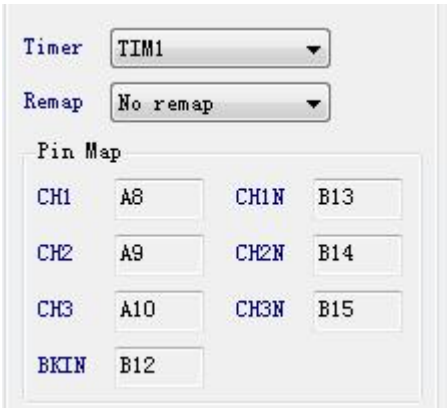 Timer TIM1
Remap No remap
Pin Map
CH1 A8 CH1N B13
CH2 A9 CH2N B14
CH3 A10 CH3N B15
BKIN B12